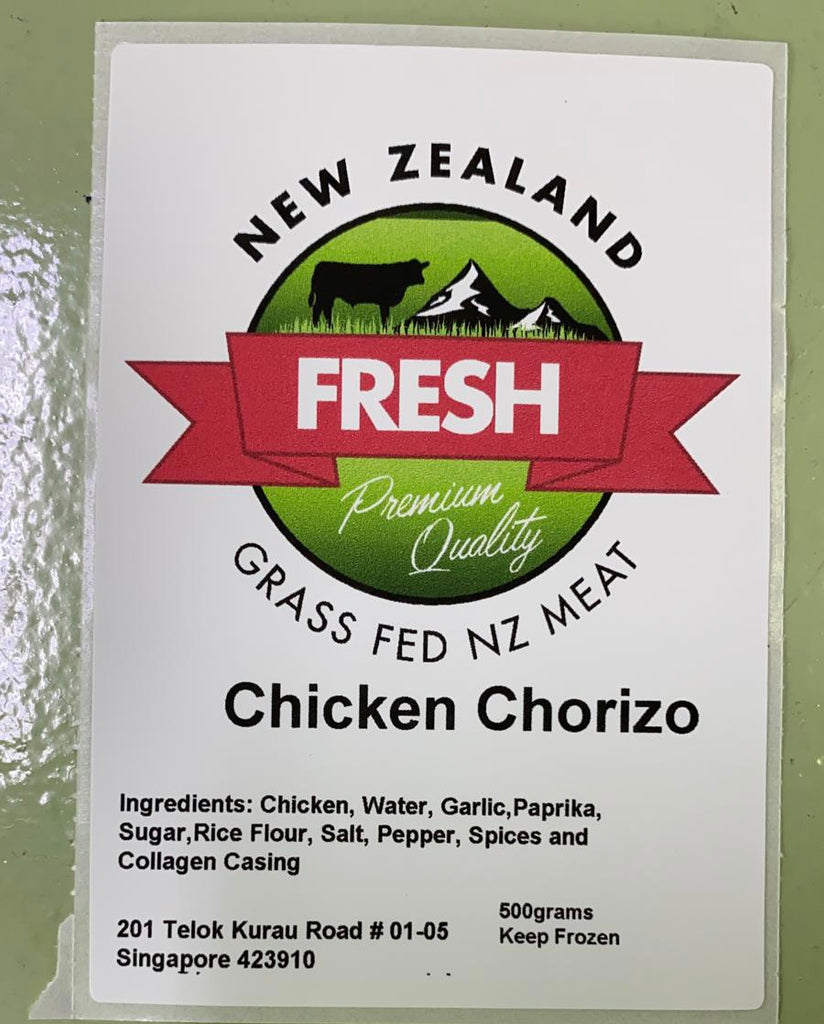 NEW ZEALAND
FRESH
Premium
Quality
GRASS FED NZ MEAT
Chicken Chorizo
Ingredients: Chicken, Water, Garlic,Paprika,
Sugar,Rice Flour, Salt, Pepper, Spices and
Collagen Casing
201 Telok Kurau Road # 01-05
Singapore 423910
500grams
Keep Frozen